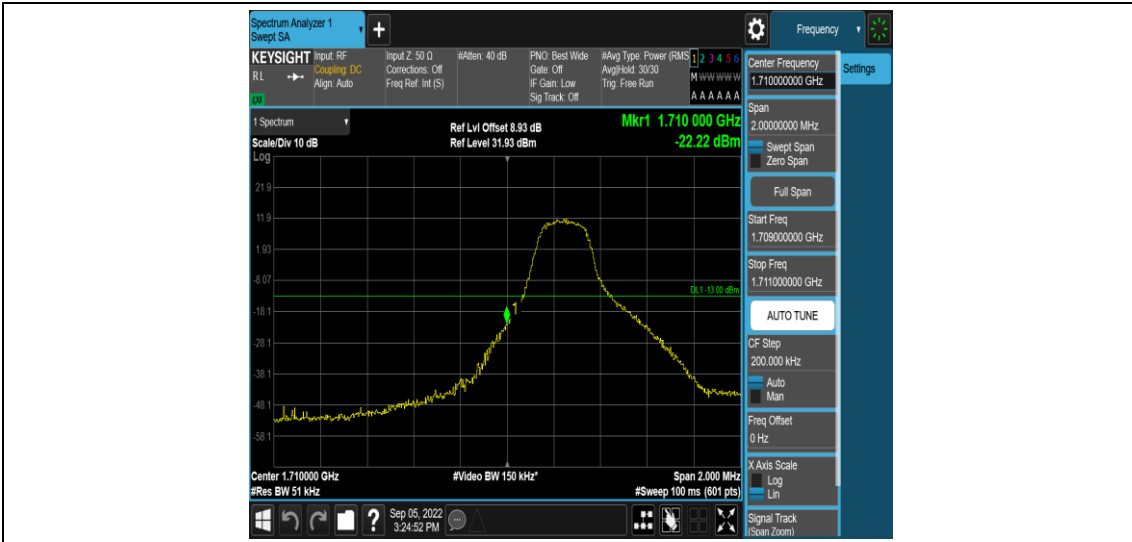 Spectrum Analyzer 1
Swept SA
Frequency
KEYSIGHT
RL
LXI
Input: RF
Coupling: DC
Align: Auto
Input Z: 50 Ω
Corrections: Off
Freq Ref: Int (S)
#Atten: 40 dB
PNO: Best Wide
Gate: Off
IF Gain: Low
Sig Track: Off
#Avg Type: Power (RMS
Avg|Hold: 30/30
Trig: Free Run
1 2 3 4 5 6
M W W W W W
A A A A A A
1 Spectrum
Scale/Div 10 dB
Log
Ref Lvl Offset 8.93 dB
Ref Level 31.93 dBm
Mkr1 1.710 000 GHz
-22.22 dBm
21.9
11.9
1.93
-8.07
-18.1
-28.1
-38.1
-48.1
-58.1
DL1 -13.00 dBm
1
Center 1.710000 GHz
#Res BW 51 kHz
#Video BW 150 kHz*
Span 2.000 MHz
#Sweep 100 ms (601 pts)
Center Frequency
1.710000000 GHz
Settings
Span
2.00000000 MHz
Swept Span
Zero Span
Full Span
Start Freq
1.709000000 GHz
Stop Freq
1.711000000 GHz
AUTO TUNE
CF Step
200.000 kHz
Auto
Man
Freq Offset
0 Hz
X Axis Scale
Log
Lin
Signal Track
(Span Zoom)
?
Sep 05, 2022
3:24:52 PM